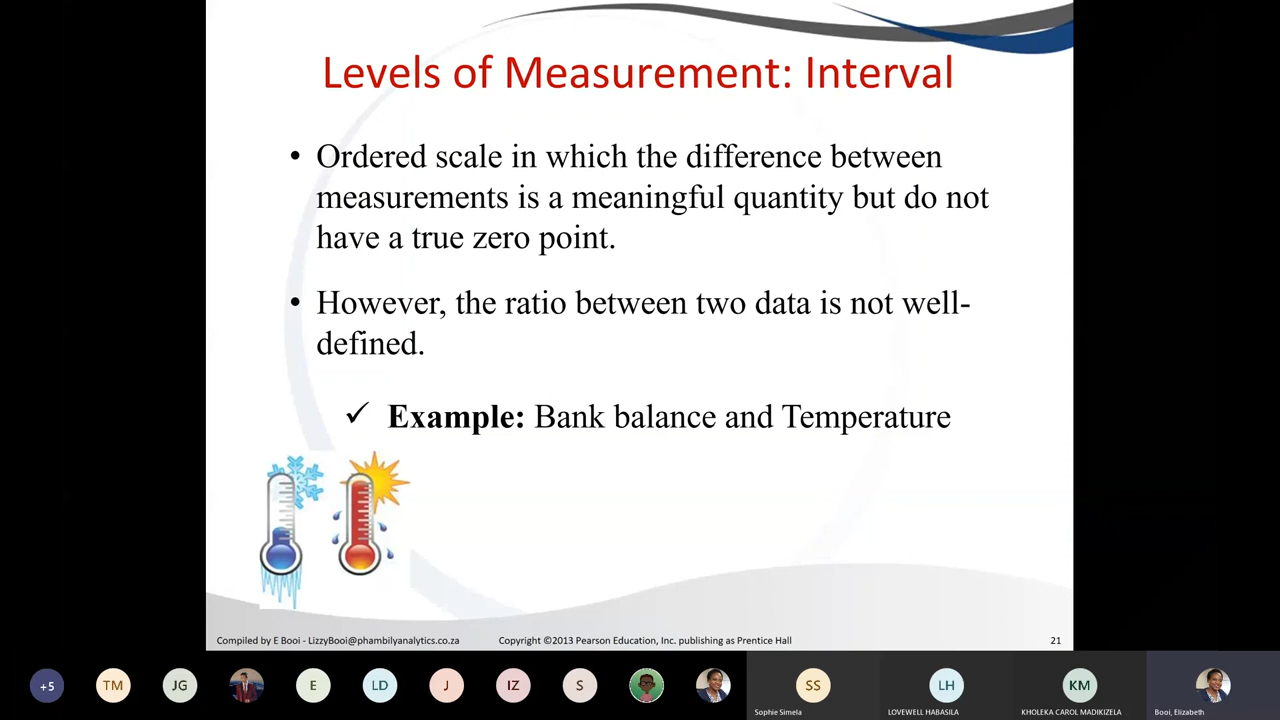 Levels of Measurement: Interval
• Ordered scale in which the difference between
measurements is a meaningful quantity but do not
have a true zero point.
• However, the ratio between two data is not well-
defined.
✓ Example: Bank balance and Temperature
Compiled by E Booi - LizzyBooi@phambilyanalytics.co.za Copyright ©2013 Pearson Education, Inc. publishing as Prentice Hall 21
+5 TM JG E LD J IZ S SS LH KM
Sophie Simela LOVEWELL HABASILA KHOLEKA CAROL MADIKIZELA Booi, Elizabeth